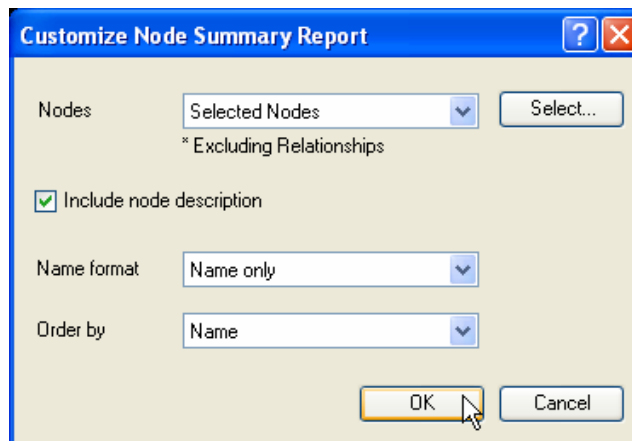 Customize Node Summary Report
Nodes
Selected Nodes
Select...
* Excluding Relationships
Include node description
Name format
Name only
Order by
Name
OK
Cancel